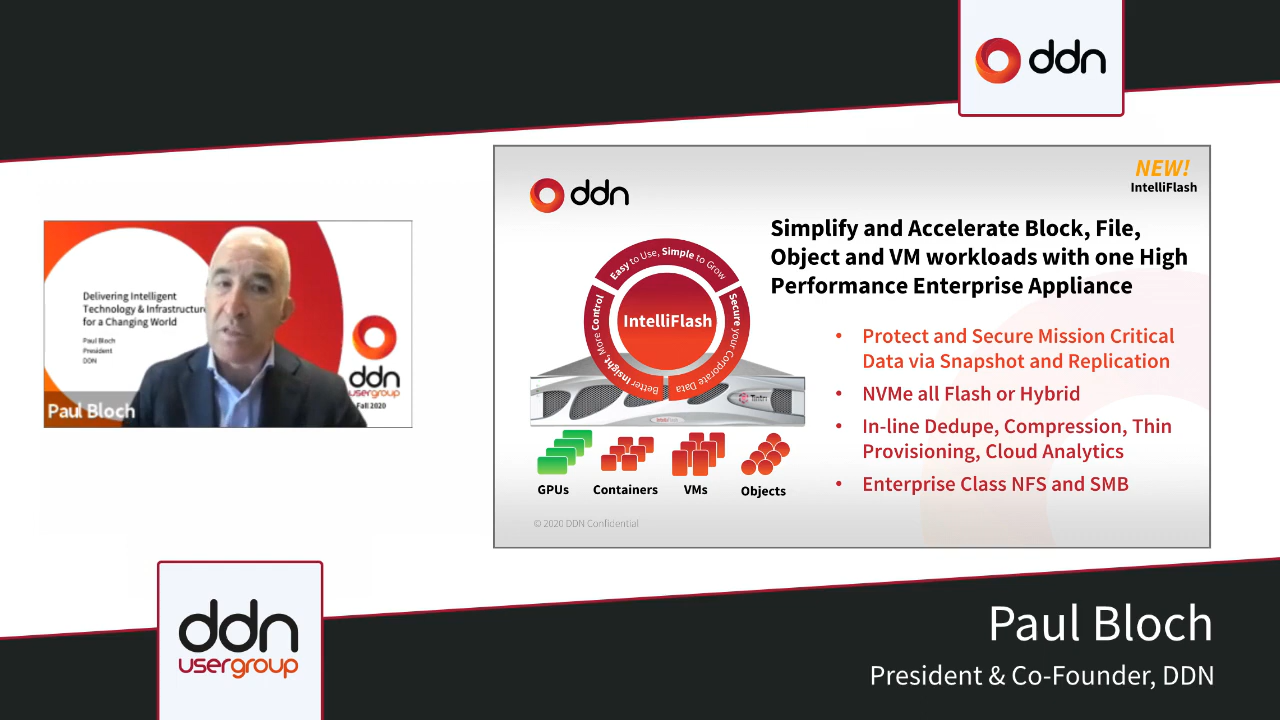 ddn
ddn
NEW!
IntelliFlash
Simplify and Accelerate Block, File,
Object and VM workloads with one High
Performance Enterprise Appliance
Easy to Use, Simple to Grow
Secure your Corporate Data
Better Insight, More Control
IntelliFlash
• Protect and Secure Mission Critical
Data via Snapshot and Replication
• NVMe all Flash or Hybrid
• In-line Dedupe, Compression, Thin
Provisioning, Cloud Analytics
• Enterprise Class NFS and SMB
GPUs
Containers
VMs
Objects
© 2020 DDN Confidential
Delivering Intelligent
Technology & Infrastructure
for a Changing World
Paul Bloch
President
DDN
ddn
usergroup
Fall 2020
Paul Bloch
ddn
usergroup
Paul Bloch
President & Co-Founder, DDN